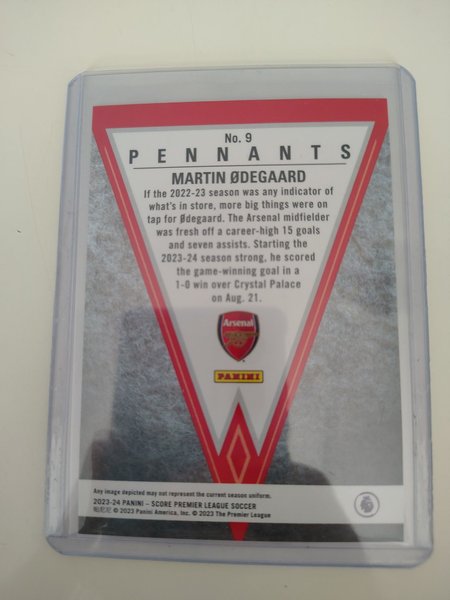 No. 9
PENNANTS
MARTIN ØDEGAARD
If the 2022-23 season was any indicator of
what's in store, more big things were on
tap for Ødegaard. The Arsenal midfielder
was fresh off a career-high 15 goals
and seven assists. Starting the
2023-24 season strong, he scored
the game-winning goal in a
1-0 win over Crystal Palace
on Aug. 21.
Arsenal
PANINI
Any image depicted may not represent the current season uniform.
2023-24 PANINI – SCORE PREMIER LEAGUE SOCCER
帕尼尼 © 2023 Panini America, Inc. © 2023 The Premier League